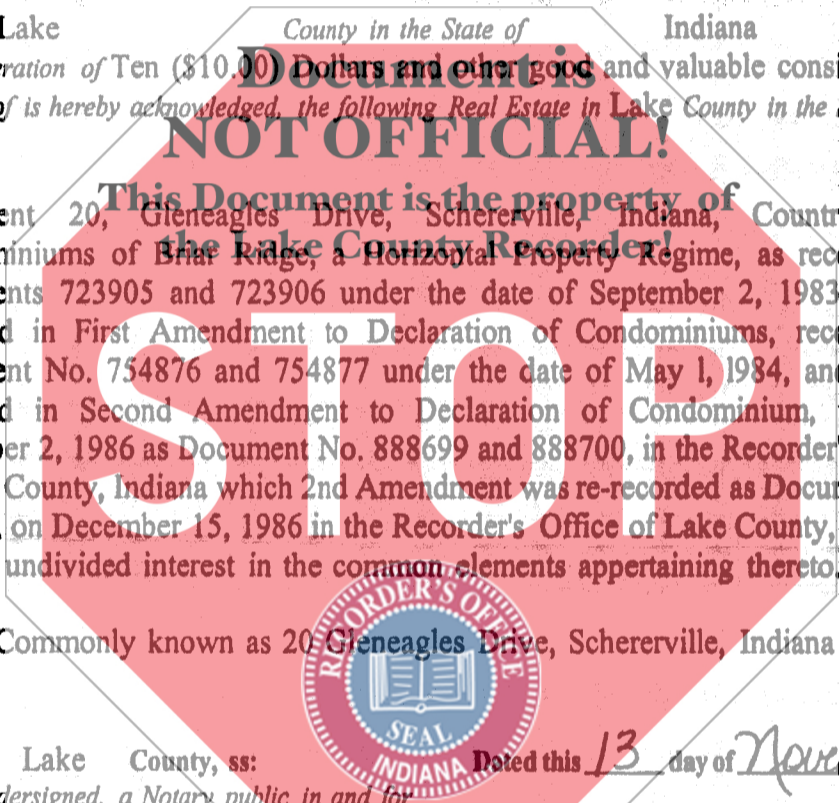 Lake County in the State of Indiana
ration of Ten ($10.00) Dollars and other good and valuable consi
of is hereby acknowledged, the following Real Estate in Lake County in the
Document is
NOT OFFICIAL!
This Document is the property of
the Lake County Recorder!
ent 20, Gleneagles Drive, Schererville, Indiana, Countr
iniums of Briar Ridge, a Horizontal Property Regime, as rec
ents 723905 and 723906 under the date of September 2, 1983
d in First Amendment to Declaration of Condominiums, rec
ent No. 754876 and 754877 under the date of May 1, 1984, an
d in Second Amendment to Declaration of Condominium,
er 2, 1986 as Document No. 888699 and 888700, in the Recorder
County, Indiana which 2nd Amendment was re-recorded as Docu
on December 15, 1986 in the Recorder's Office of Lake County,
undivided interest in the common elements appertaining thereto.
STOP
Commonly known as 20 Gleneagles Drive, Schererville, Indiana
RECORDER'S OFFICE
SEAL
INDIANA
Lake County, ss: Dated this 13 day of Nove
dersigned, a Notary public in and for